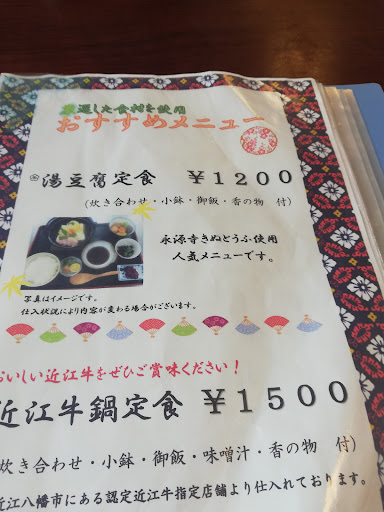 厳選した食材を使用
おすすめメニュー
湯豆腐定食 ¥1200
(炊き合わせ・小鉢・御飯・香の物 付)
永源寺きぬとうふ使用
人気メニューです。
写真はイメージです。
仕入状況により内容が変わる場合がございます。
おいしい近江牛をぜひご賞味ください!
近江牛鍋定食 ¥1500
(炊き合わせ・小鉢・御飯・味噌汁・香の物 付)
近江八幡市にある認定近江牛指定店舗より仕入れております。